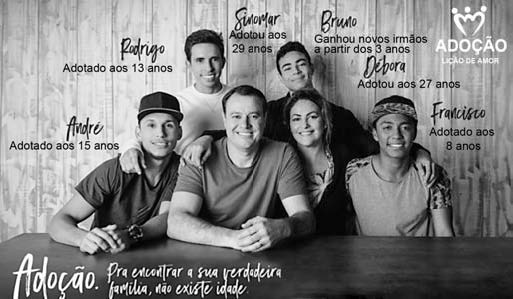 Sinomar
Adotou aos
29 anos
Bruno
Ganhou novos irmãos
a partir dos 3 anos
ADOÇÃO
LIÇÃO DE AMOR
Rodrigo
Adotado aos 13 anos
Débora
Adotou aos 27 anos
André
Adotado aos 15 anos
Francisco
Adotado aos
8 anos
Adoção. Pra encontrar a sua verdadeira
família, não existe idade.